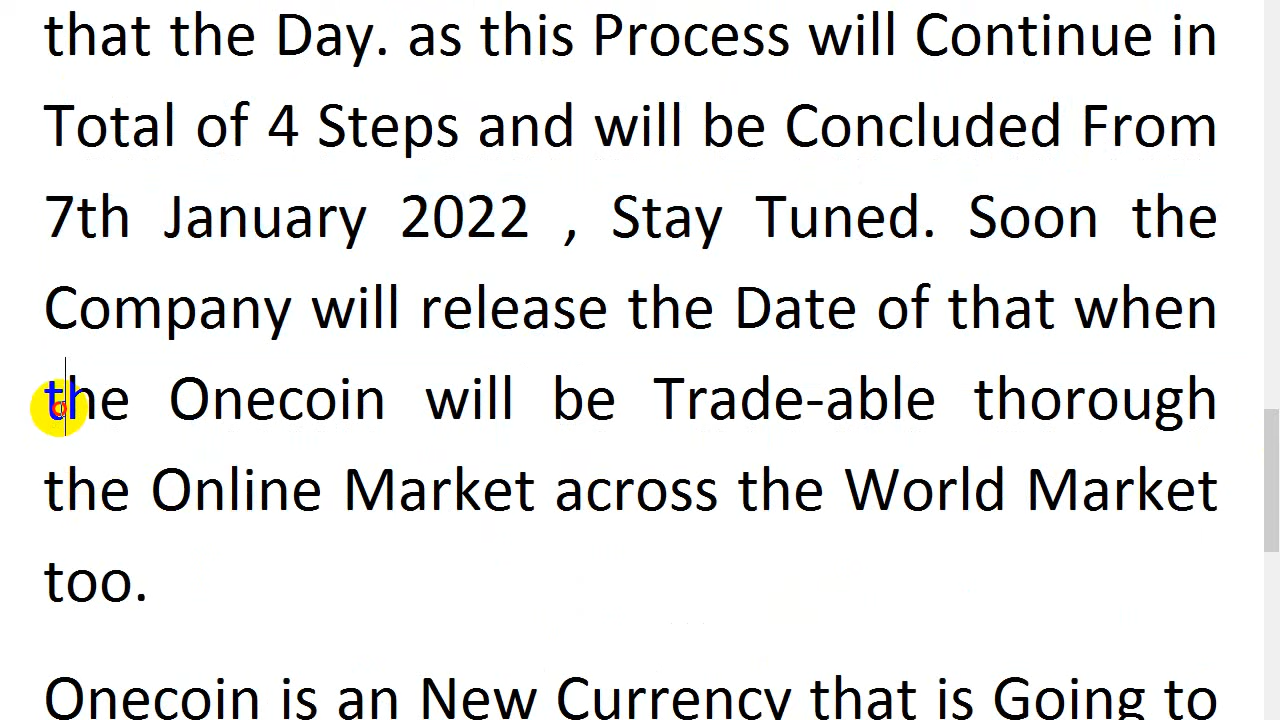 that the Day. as this Process will Continue in
Total of 4 Steps and will be Concluded From
7th January 2022 , Stay Tuned. Soon the
Company will release the Date of that when
the Onecoin will be Trade-able thorough
the Online Market across the World Market
too.
Onecoin is an New Currency that is Going to